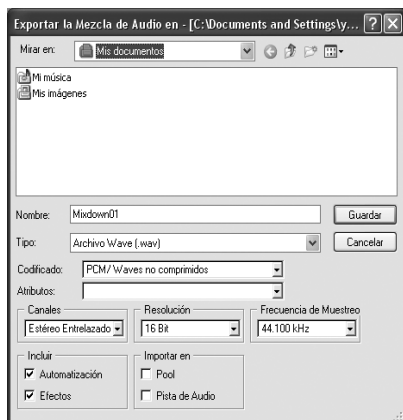 Exportar la Mezcla de Audio en - [C:\Documents and Settings\y...
Mirar en: Mis documentos
Mi música
Mis imágenes
Nombre: Mixdown01 Guardar
Tipo: Archivo Wave (.wav) Cancelar
Codificado: PCM/ Waves no comprimidos
Atributos:
Canales Resolución Frecuencia de Muestreo
Estéreo Entrelazado 16 Bit 44.100 kHz
Incluir Importar en
Automatización Pool
Efectos Pista de Audio